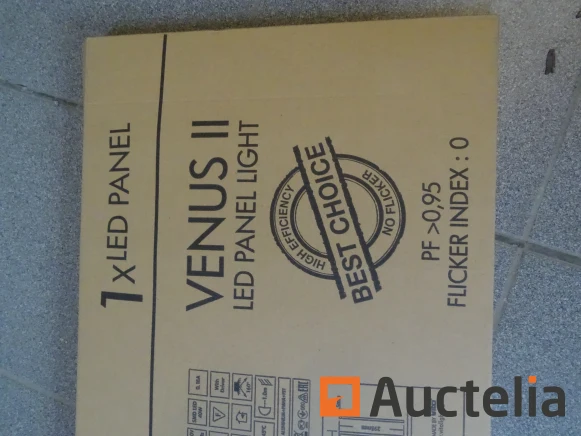 1 X LED PANEL
VENUS II
LED PANEL LIGHT
HIGH EFFICIENCY
BEST CHOICE
NO FLICKER
PF >0,95
FLICKER INDEX : 0
Auctelia